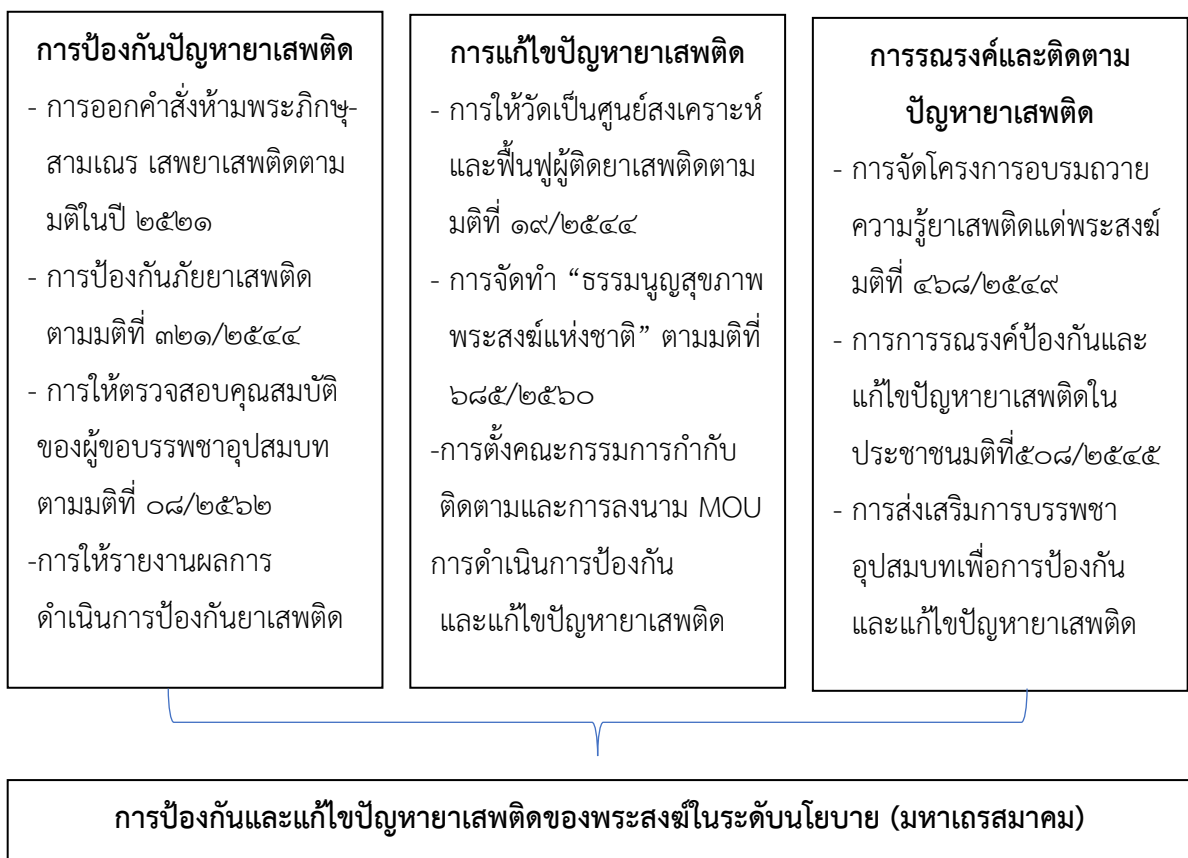 การป้องกันปัญหายาเสพติด
- การออกคำสั่งห้ามพระภิกษุ-
สามเณร เสพยาเสพติดตาม
มติในปี ๒๕๒๑
- การป้องกันภัยยาเสพติด
ตามมติที่ ๓๒๑/๒๕๔๔
- การให้ตรวจสอบคุณสมบัติ
ของผู้ขอบรรพชาอุปสมบท
ตามมติที่ ๐๘/๒๕๖๒
-การให้รายงานผลการ
ดำเนินการป้องกันยาเสพติด
การแก้ไขปัญหายาเสพติด
- การให้วัดเป็นศูนย์สงเคราะห์
และฟื้นฟูผู้ติดยาเสพติดตาม
มติที่ ๑๙/๒๕๔๔
- การจัดทำ “ธรรมนูญสุขภาพ
พระสงฆ์แห่งชาติ” ตามมติที่
๖๘๕/๒๕๖๐
-การตั้งคณะกรรมการกำกับ
ติดตามและการลงนาม MOU
การดำเนินการป้องกัน
และแก้ไขปัญหายาเสพติด
การรณรงค์และติดตาม
ปัญหายาเสพติด
- การจัดโครงการอบรมถวาย
ความรู้ยาเสพติดแด่พระสงฆ์
มติที่ ๔๖๘/๒๕๔๙
- การการรณรงค์ป้องกันและ
แก้ไขปัญหายาเสพติดใน
ประชาชนมติที่๕๐๘/๒๕๔๕
- การส่งเสริมการบรรพชา
อุปสมบทเพื่อการป้องกัน
และแก้ไขปัญหายาเสพติด
การป้องกันและแก้ไขปัญหายาเสพติดของพระสงฆ์ในระดับนโยบาย (มหาเถรสมาคม)